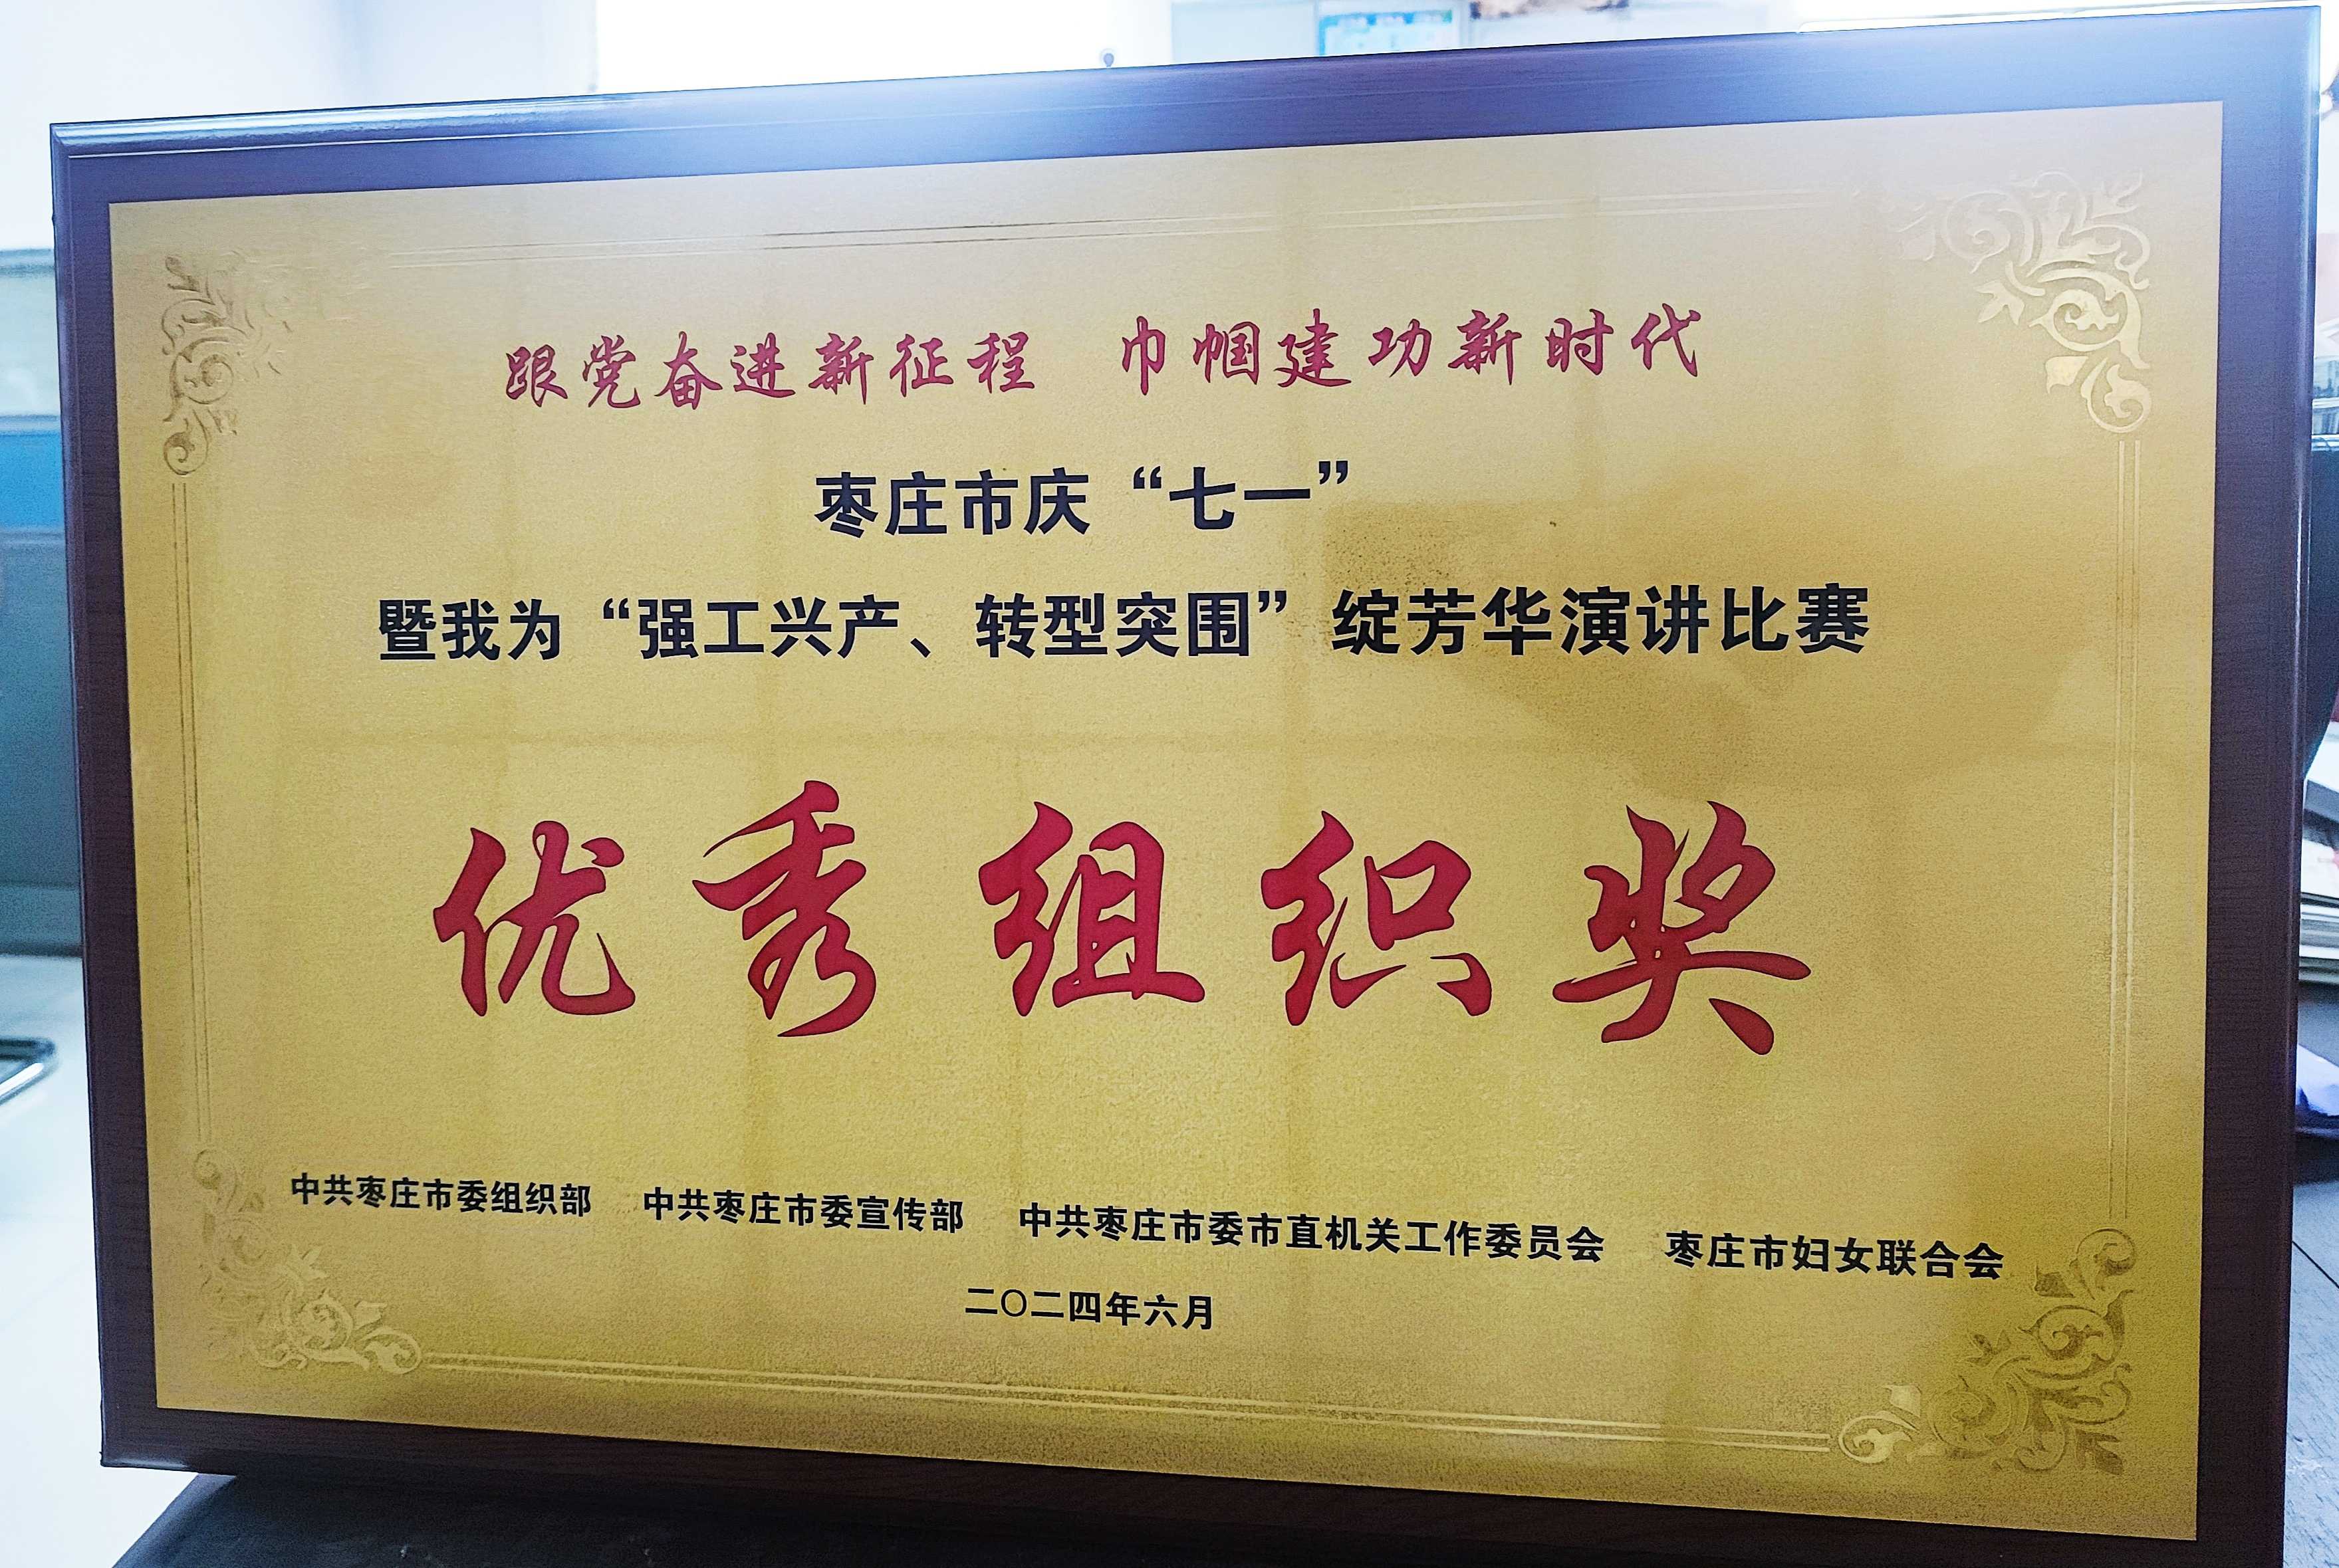 跟党奋进新征程 巾帼建功新时代
枣庄市庆“七一”
暨我为“强工兴产、转型突围”绽芳华演讲比赛
优秀组织奖
中共枣庄市委组织部 中共枣庄市委宣传部 中共枣庄市委市直机关工作委员会 枣庄市妇女联合会
二〇二四年六月